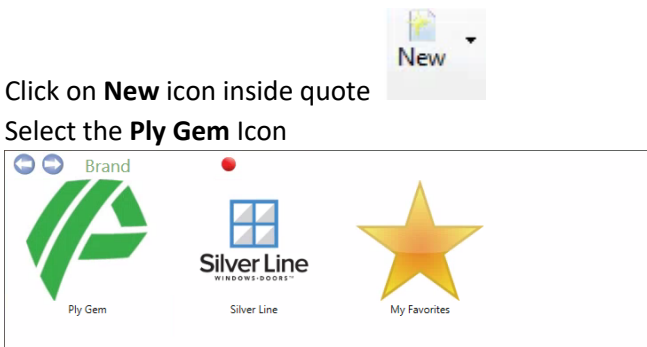 New
Click on New icon inside quote
Select the Ply Gem Icon
Brand
Silver Line
WINDOWS•DOORS™
Ply Gem
Silver Line
My Favorites